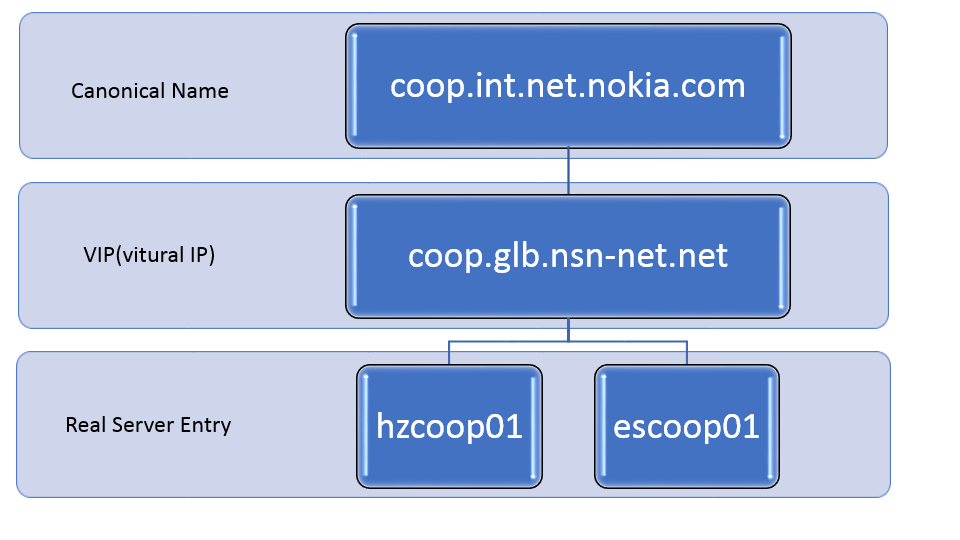 Canonical Name
coop.int.net.nokia.com
VIP(vitural IP)
coop.glb.nsn-net.net
Real Server Entry
hzcoop01
escoop01